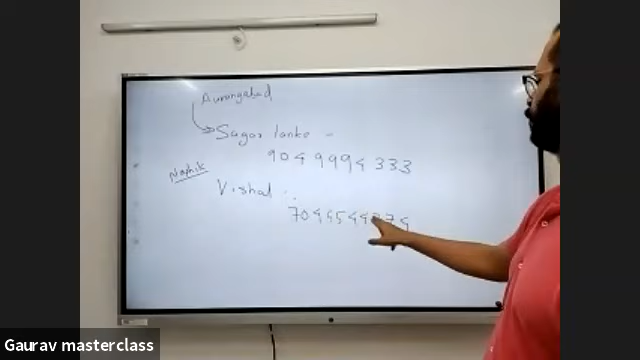 Aurangabad
Sagar lanke -
9049994333
Nashik
Vishal :
Gaurav masterclass